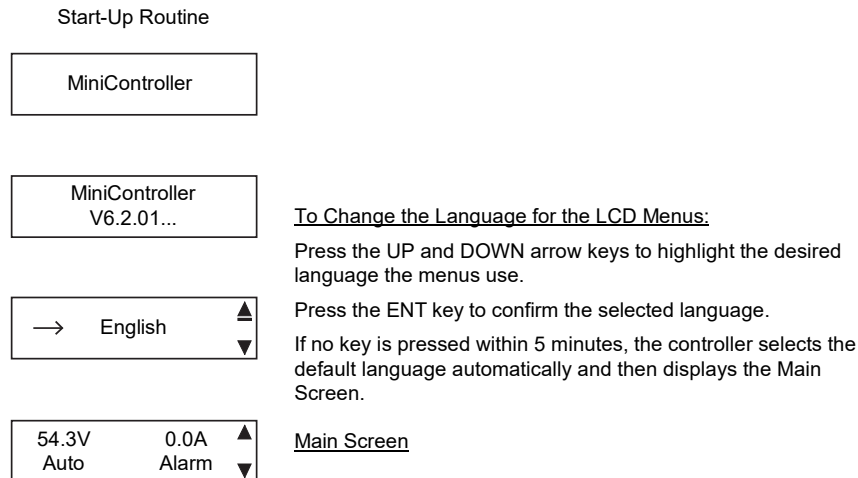 Start-Up Routine
MiniController
MiniController
V6.2.01...
To Change the Language for the LCD Menus:
Press the UP and DOWN arrow keys to highlight the desired
language the menus use.
→ English
Press the ENT key to confirm the selected language.
If no key is pressed within 5 minutes, the controller selects the
default language automatically and then displays the Main
Screen.
54.3V 0.0A
Auto Alarm
Main Screen